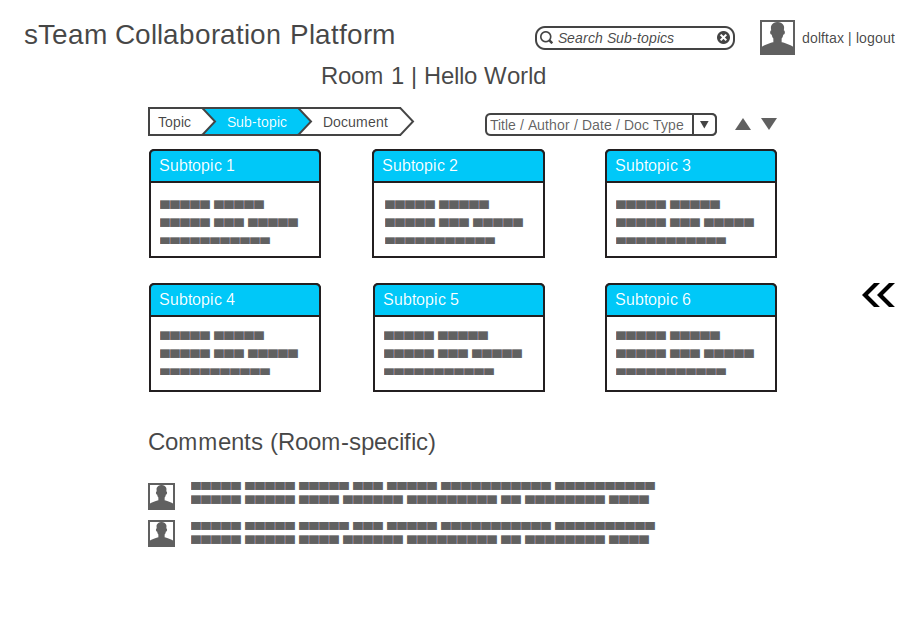 sTeam Collaboration Platform
Search Sub-topics
dolftax | logout
Room 1 | Hello World
Topic
Sub-topic
Document
Title / Author / Date / Doc Type
Subtopic 1
Subtopic 2
Subtopic 3
Subtopic 4
Subtopic 5
Subtopic 6
Comments (Room-specific)